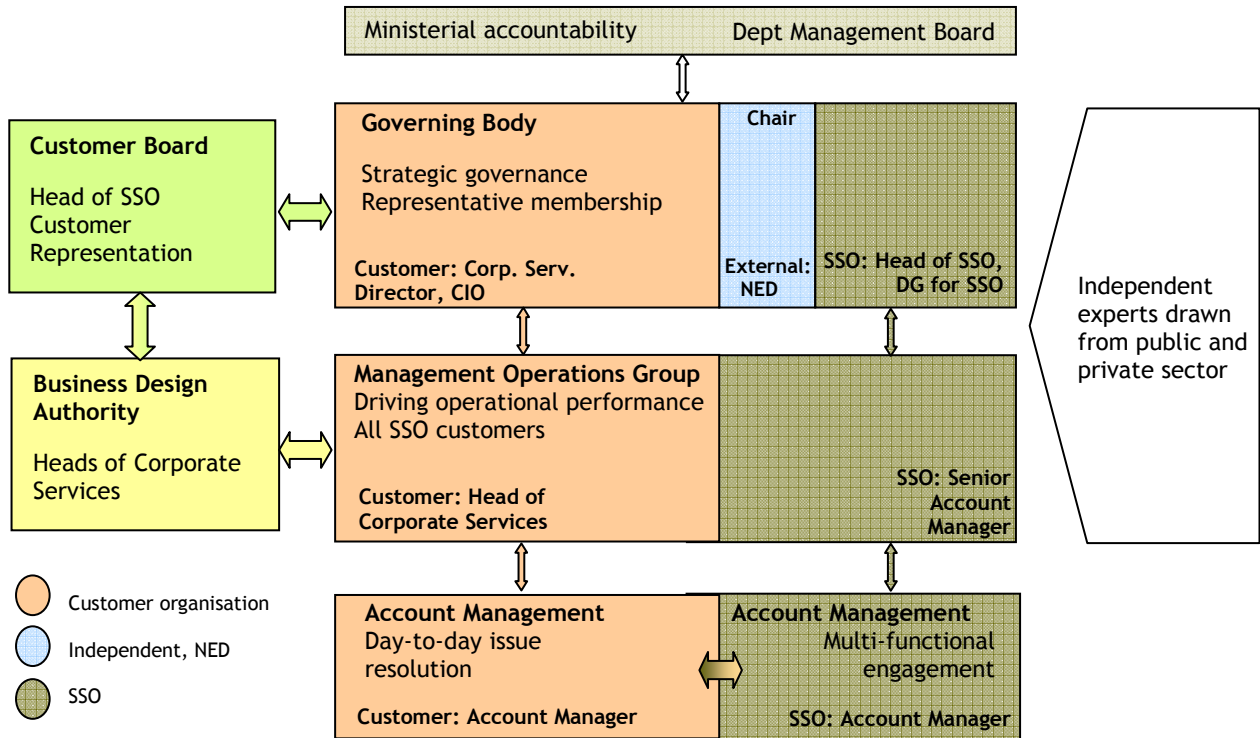 Ministerial accountability
Dept Management Board
Customer Board
Head of SSO
Customer
Representation
Governing Body
Strategic governance
Representative membership
Customer: Corp. Serv.
Director, CIO
Chair
External:
NED
SSO: Head of SSO,
DG for SSO
Independent
experts drawn
from public and
private sector
Business Design
Authority
Heads of Corporate
Services
Management Operations Group
Driving operational performance
All SSO customers
Customer: Head of
Corporate Services
SSO: Senior
Account
Manager
Account Management
Day-to-day issue
resolution
Customer: Account Manager
Account Management
Multi-functional
engagement
SSO: Account Manager
Customer organisation
Independent, NED
SSO